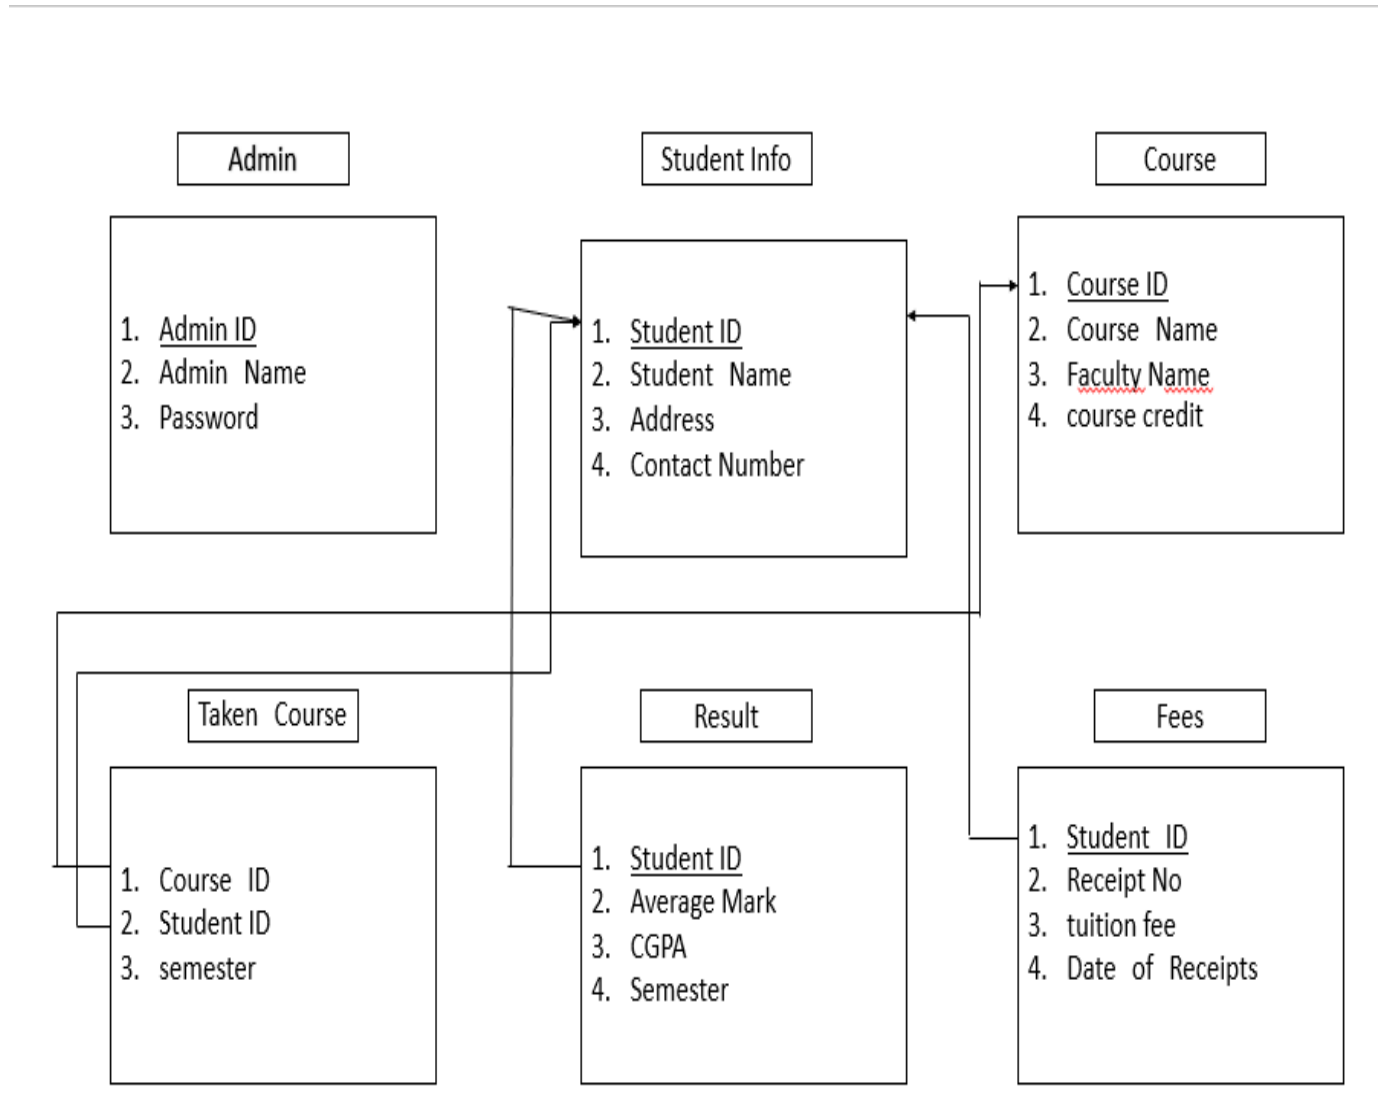 Admin
1. Admin ID
2. Admin Name
3. Password
Student Info
1. Student ID
2. Student Name
3. Address
4. Contact Number
Course
1. Course ID
2. Course Name
3. Faculty Name
4. course credit
Taken Course
1. Course ID
2. Student ID
3. semester
Result
1. Student ID
2. Average Mark
3. CGPA
4. Semester
Fees
1. Student ID
2. Receipt No
3. tuition fee
4. Date of Receipts